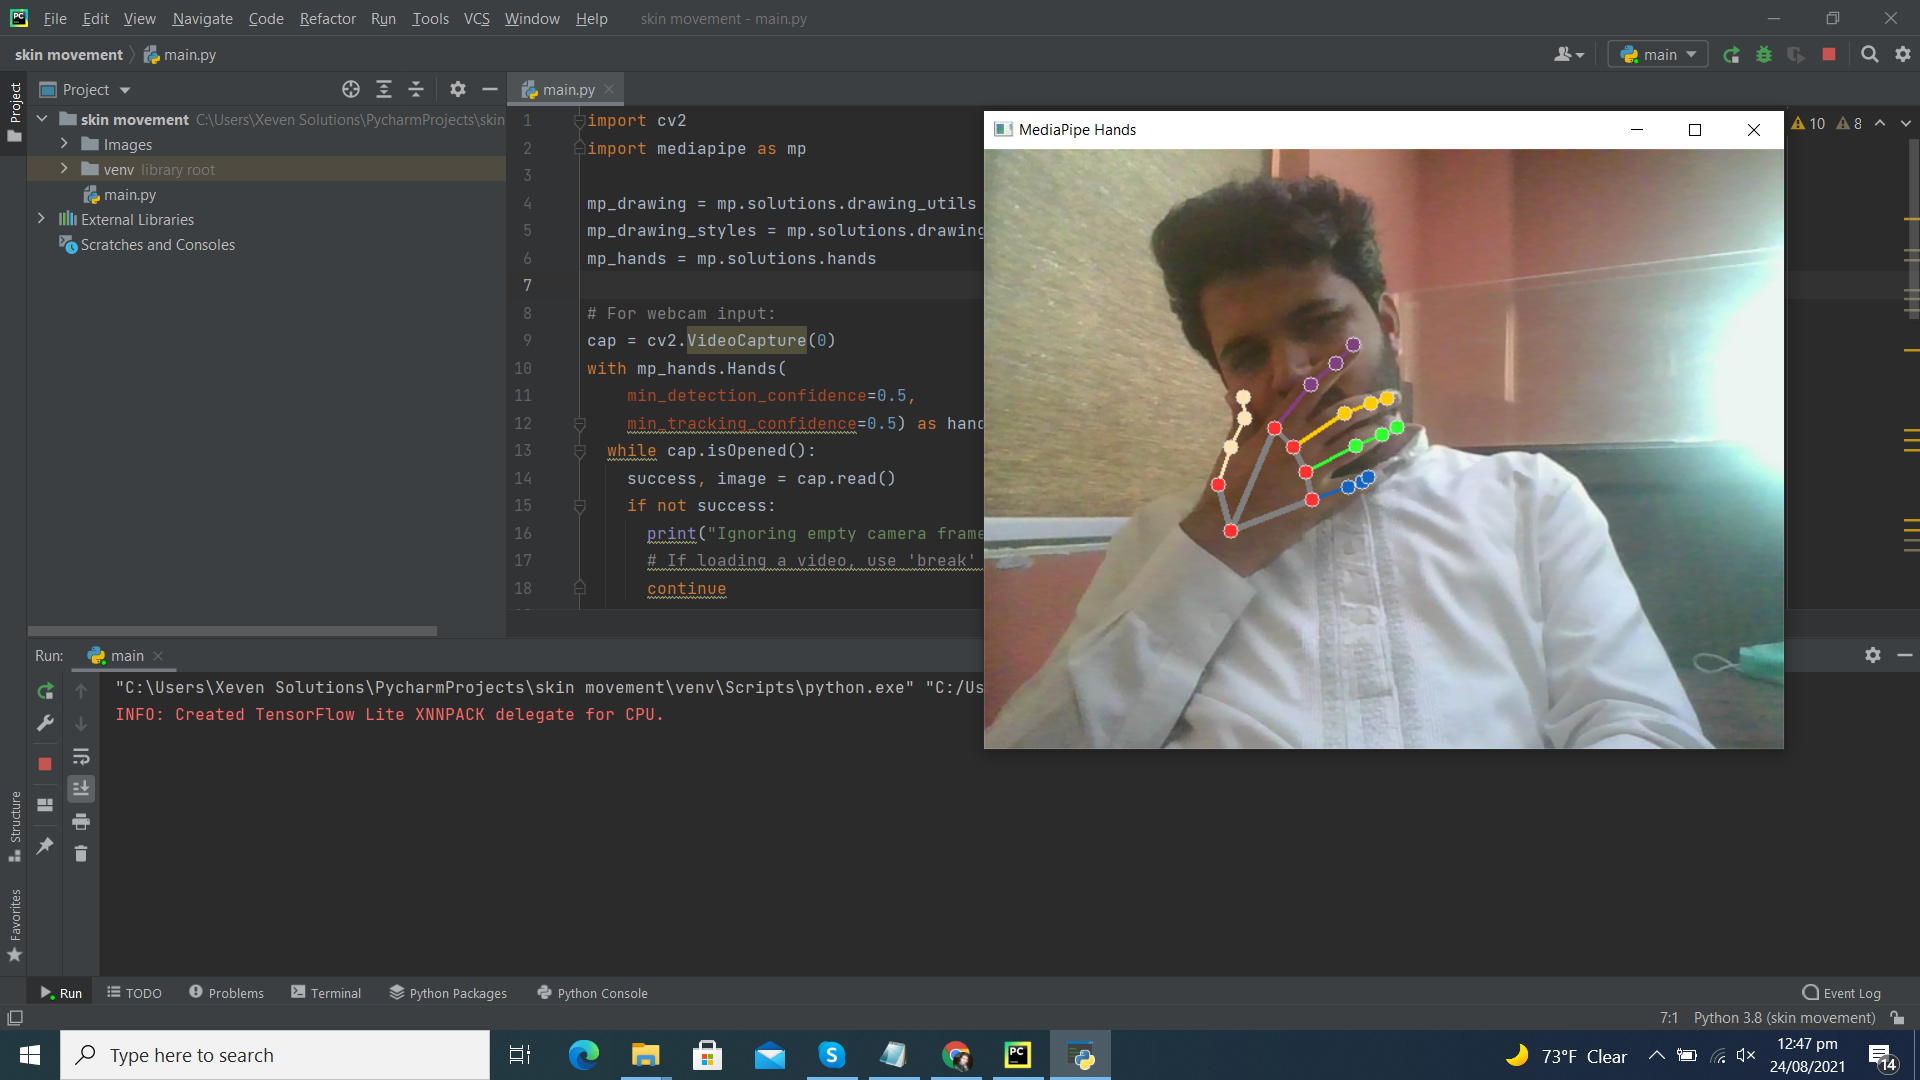 File Edit View Navigate Code Refactor Run Tools VCS Window Help skin movement - main.py
skin movement main.py
main
Project
Project
main.py
skin movement C:\Users\Xeven Solutions\PycharmProjects\skin
Images
venv library root
main.py
External Libraries
Scratches and Consoles
1 import cv2
2 import mediapipe as mp
3
4 mp_drawing = mp.solutions.drawing_utils
5 mp_drawing_styles = mp.solutions.drawing
6 mp_hands = mp.solutions.hands
7
8 # For webcam input:
9 cap = cv2.VideoCapture(0)
10 with mp_hands.Hands(
11 min_detection_confidence=0.5,
12 min_tracking_confidence=0.5) as hand
13 while cap.isOpened():
14 success, image = cap.read()
15 if not success:
16 print("Ignoring empty camera frame
17 # If loading a video, use 'break'
18 continue
MediaPipe Hands
10 8
Run: main
"C:\Users\Xeven Solutions\PycharmProjects\skin movement\venv\Scripts\python.exe" "C:/Us
INFO: Created TensorFlow Lite XNNPACK delegate for CPU.
Structure
Favorites
Run TODO Problems Terminal Python Packages Python Console Event Log
7:1 Python 3.8 (skin movement)
Type here to search
73°F Clear
12:47 pm
24/08/2021
14